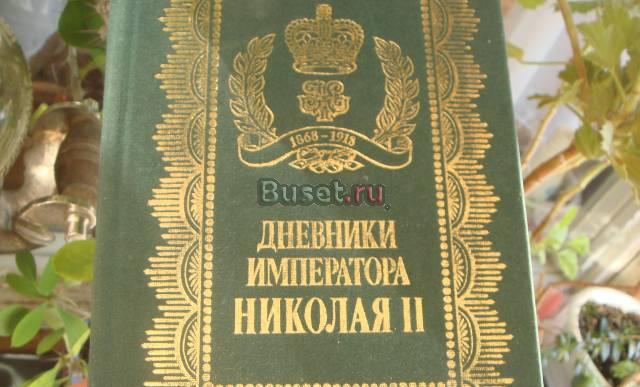 1868-1918
Buset.ru
ДНЕВНИКИ
ИМПЕРАТОРА
НИКОЛАЯ II